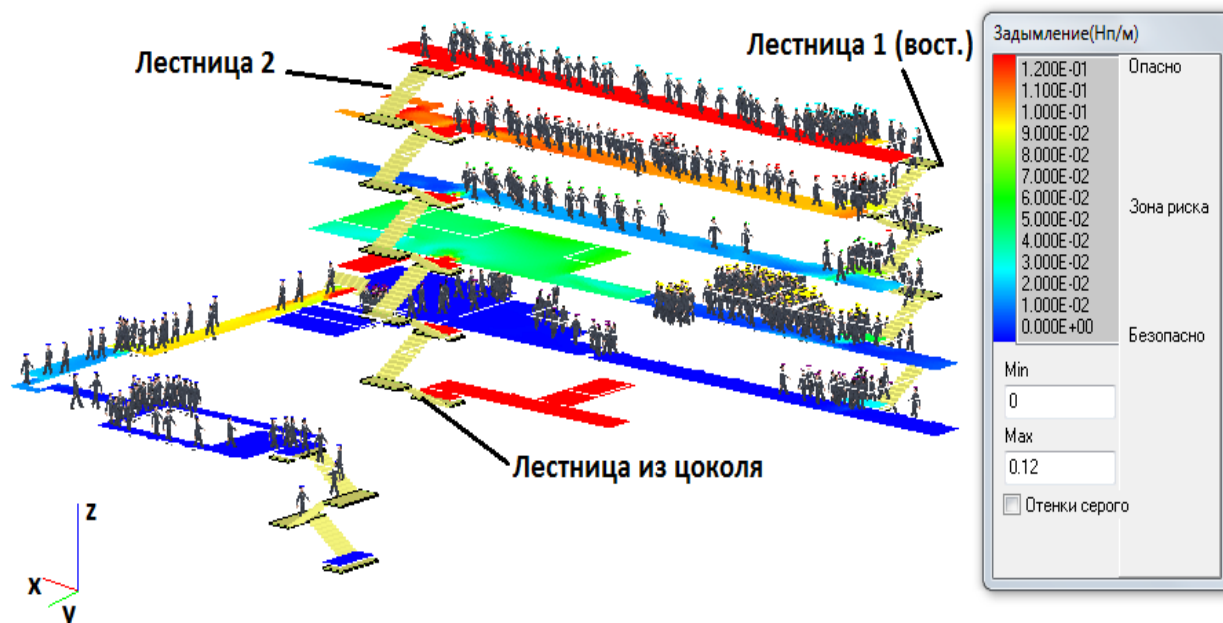 Лестница 2
Лестница 1 (вост.)
Лестница из цоколя
z
x
y
Задымление(Нп/м)
1.200E-01
1.100E-01
1.000E-01
9.000E-02
8.000E-02
7.000E-02
6.000E-02
5.000E-02
4.000E-02
3.000E-02
2.000E-02
1.000E-02
0.000E+00
Опасно
Зона риска
Безопасно
Min
0
Max
0.12
Отенки серого